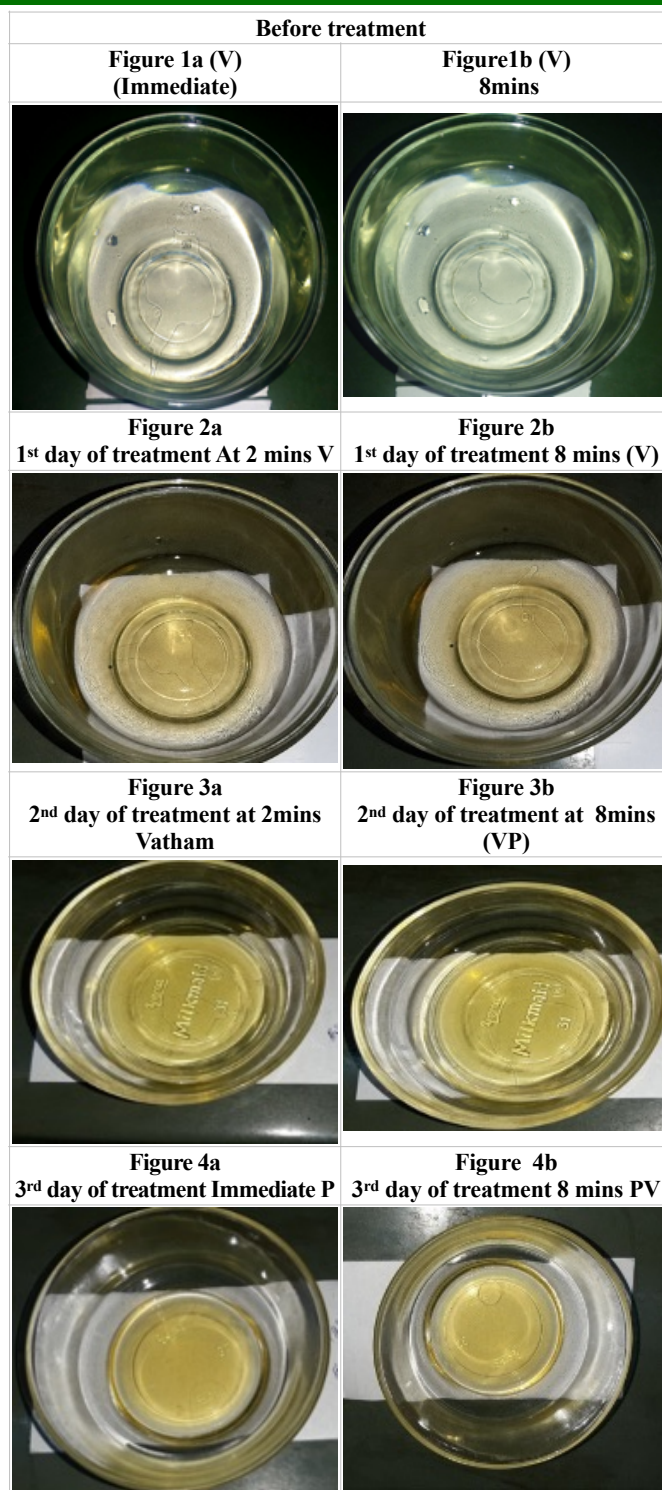 Before treatment
Figure 1a (V)
(Immediate)
Figure1b (V)
8mins
Figure 2a
1st day of treatment At 2 mins V
Figure 2b
1st day of treatment 8 mins (V)
Figure 3a
2nd day of treatment at 2mins
Vatham
Figure 3b
2nd day of treatment at 8mins
(VP)
Milkmaid
31
Milkmaid
31
Figure 4a
3rd day of treatment Immediate P
Figure 4b
3rd day of treatment 8 mins PV